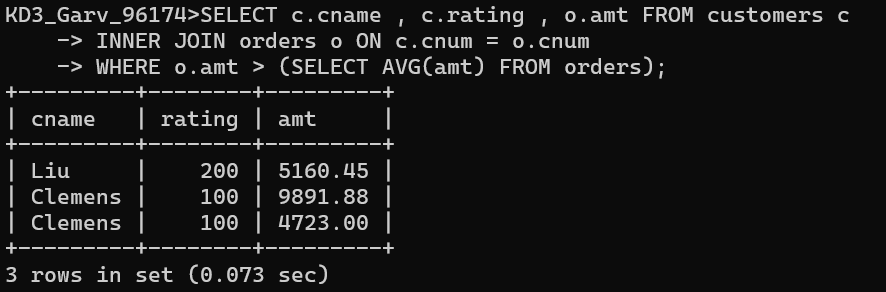 KD3_Garv_96174>SELECT c.cname , c.rating , o.amt FROM customers c
    -> INNER JOIN orders o ON c.cnum = o.cnum
    -> WHERE o.amt > (SELECT AVG(amt) FROM orders);
+---------+--------+---------+
| cname   | rating | amt     |
+---------+--------+---------+
| Liu     |    200 | 5160.45 |
| Clemens |    100 | 9891.88 |
| Clemens |    100 | 4723.00 |
+---------+--------+---------+
3 rows in set (0.073 sec)